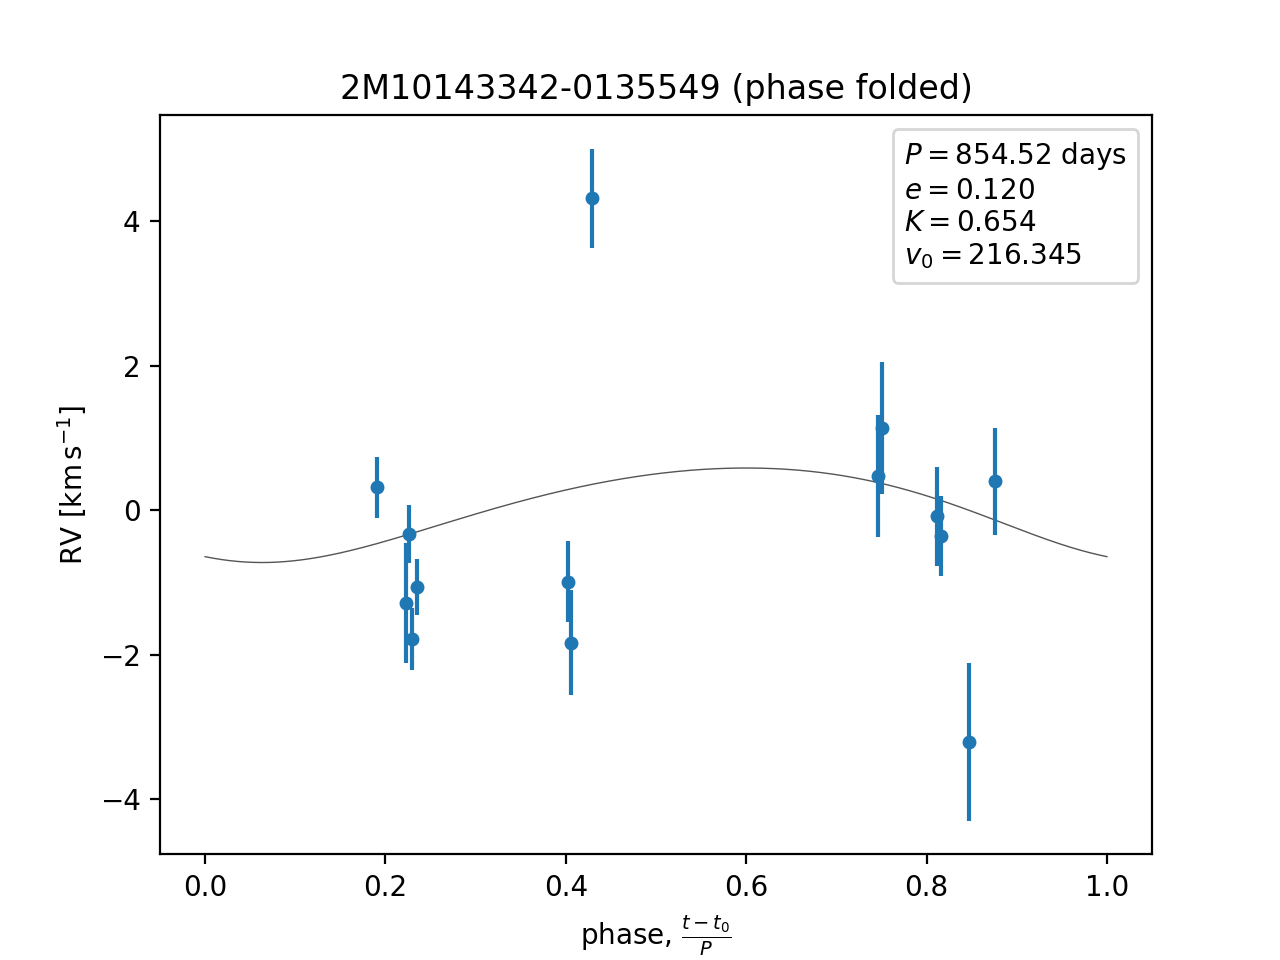 2M10143342-0135549 (phase folded)
P = 854.52 days
e = 0.120
K = 0.654
v₀ = 216.345
RV [km s⁻¹]
4
2
0
−2
−4
0.0 0.2 0.4 0.6 0.8 1.0
phase, (t − t₀)/P